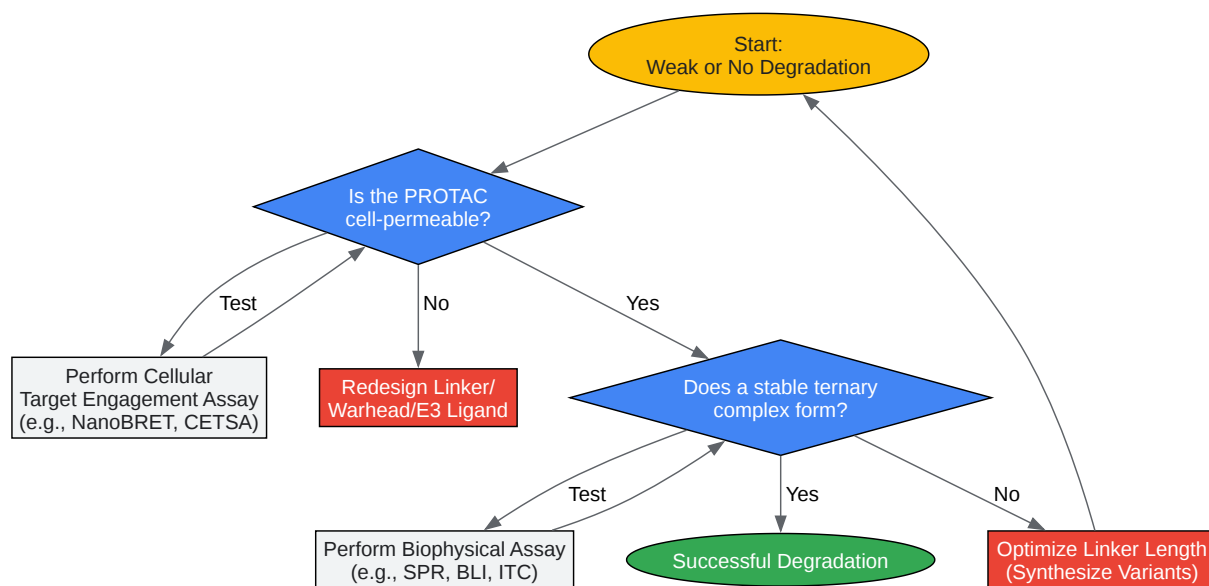 Start:
Weak or No Degradation
Is the PROTAC
cell-permeable?
Test
No
Yes
Perform Cellular
Target Engagement Assay
(e.g., NanoBRET, CETSA)
Redesign Linker/
Warhead/E3 Ligand
Does a stable ternary
complex form?
Test
Yes
No
Perform Biophysical Assay
(e.g., SPR, BLI, ITC)
Successful Degradation
Optimize Linker Length
(Synthesize Variants)